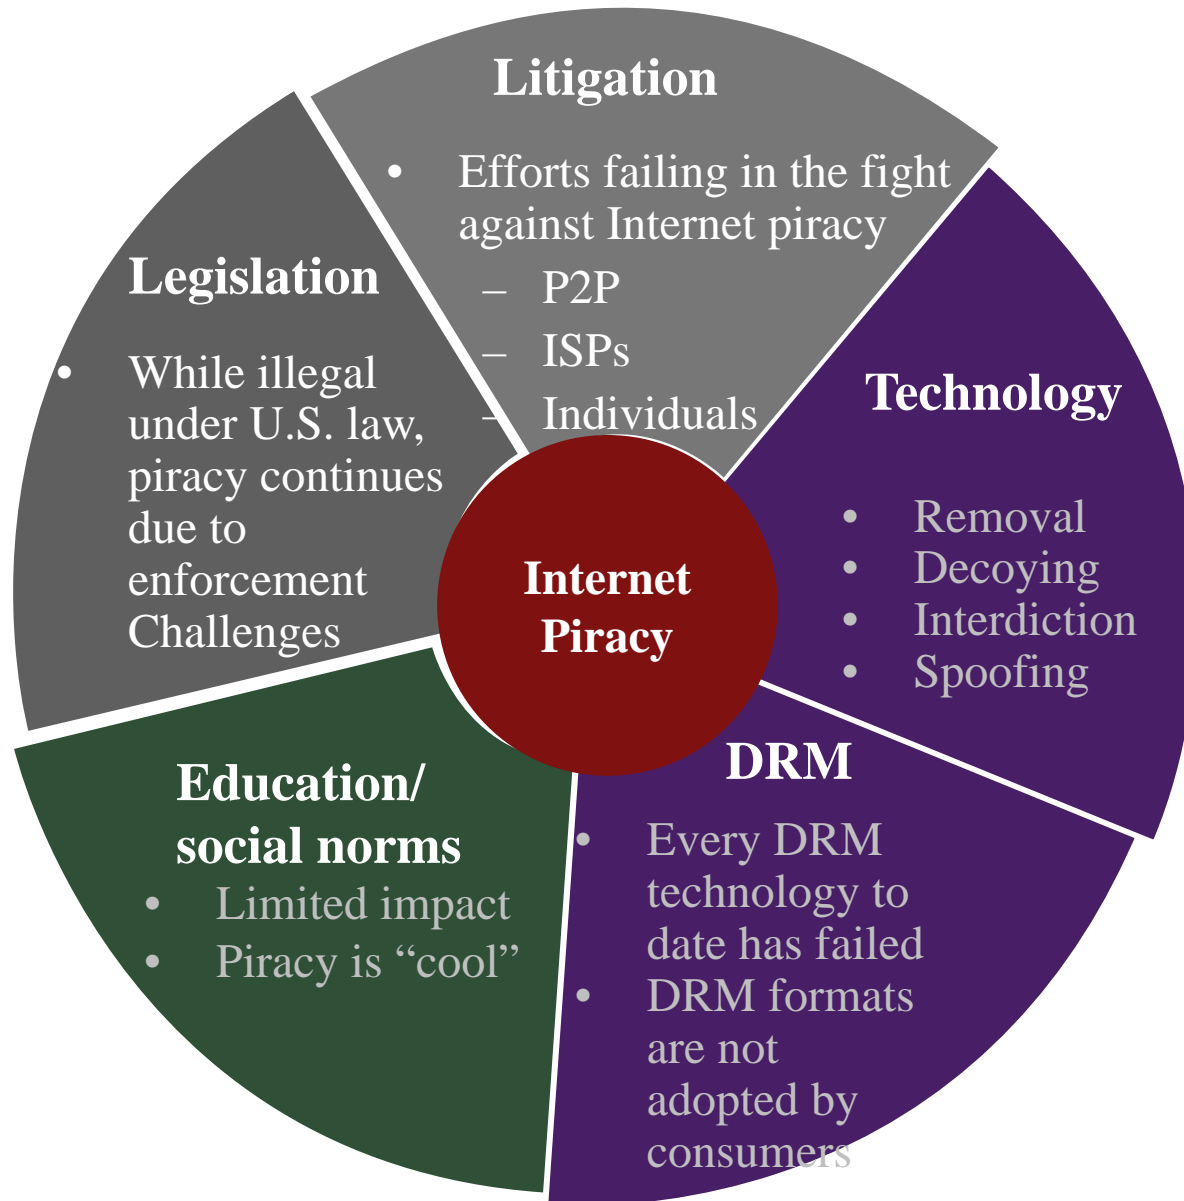 Litigation
• Efforts failing in the fight
against Internet piracy
– P2P
– ISPs
– Individuals
Technology
• Removal
• Decoying
• Interdiction
• Spoofing
DRM
• Every DRM
technology to
date has failed
• DRM formats
are not
adopted by
consumers
Education/
social norms
• Limited impact
• Piracy is “cool”
Legislation
• While illegal
under U.S. law,
piracy continues
due to
enforcement
Challenges
Internet
Piracy